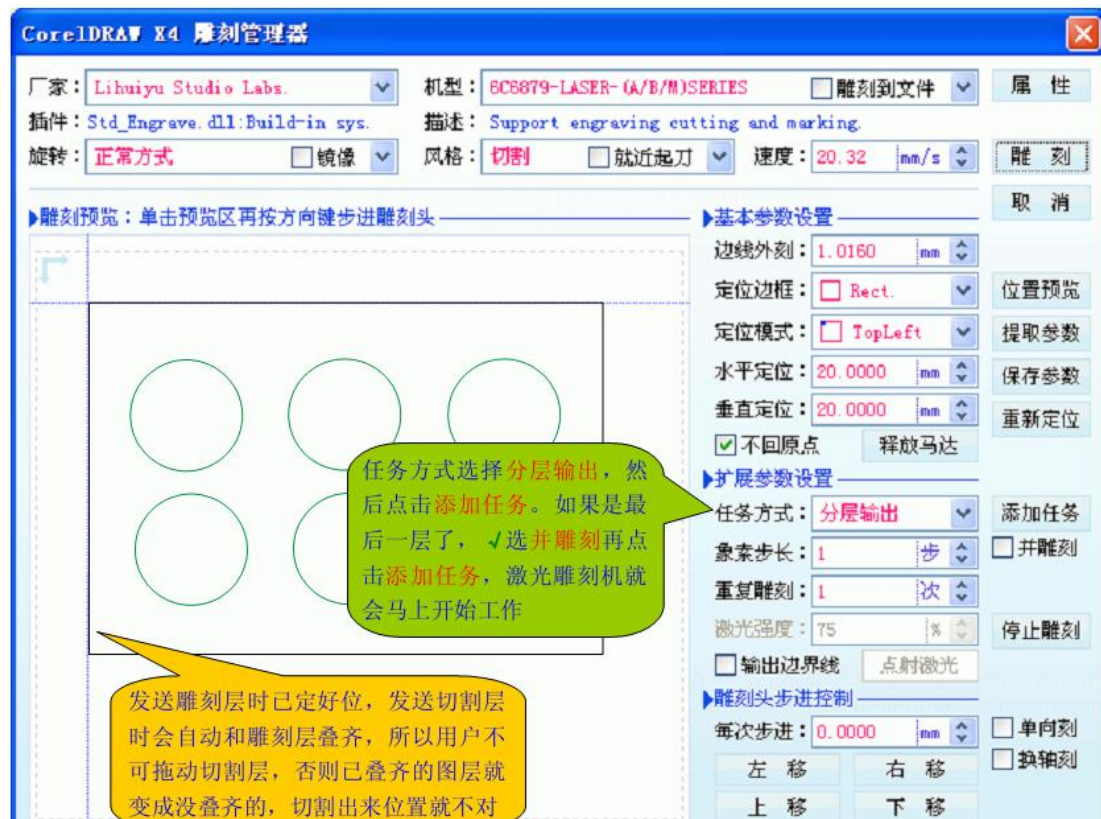 CorelDRAW X4 雕刻管理器
厂家：Lihuiyu Studio Labs. 机型：6C6879-LASER-(A/B/M)SERIES 雕刻到文件 属 性
插件：Std_Engrave.dll:Build-in sys. 描述：Support engraving cutting and marking.
旋转：正常方式 镜像 风格：切割 就近起刀 速度：20.32 mm/s 雕 刻
取 消
雕刻预览：单击预览区再按方向键步进雕刻头
基本参数设置
边线外刻：1.0160 mm
定位边框：Rect. 位置预览
定位模式：TopLeft 提取参数
水平定位：20.0000 mm 保存参数
垂直定位：20.0000 mm 重新定位
不回原点 释放马达
扩展参数设置
任务方式：分层输出 添加任务
象素步长：1 步 并雕刻
重复雕刻：1 次
激光强度：75 % 停止雕刻
输出边界线 点射激光
雕刻头步进控制
每次步进：0.0000 mm 单向刻
左 移 右 移 换轴刻
上 移 下 移
任务方式选择分层输出，然
后点击添加任务。如果是最
后一层了，√选并雕刻再点
击添加任务，激光雕刻机就
会马上开始工作
发送雕刻层时已定好位，发送切割层
时会自动和雕刻层叠齐，所以用户不
可拖动切割层，否则已叠齐的图层就
变成没叠齐的，切割出来位置就不对